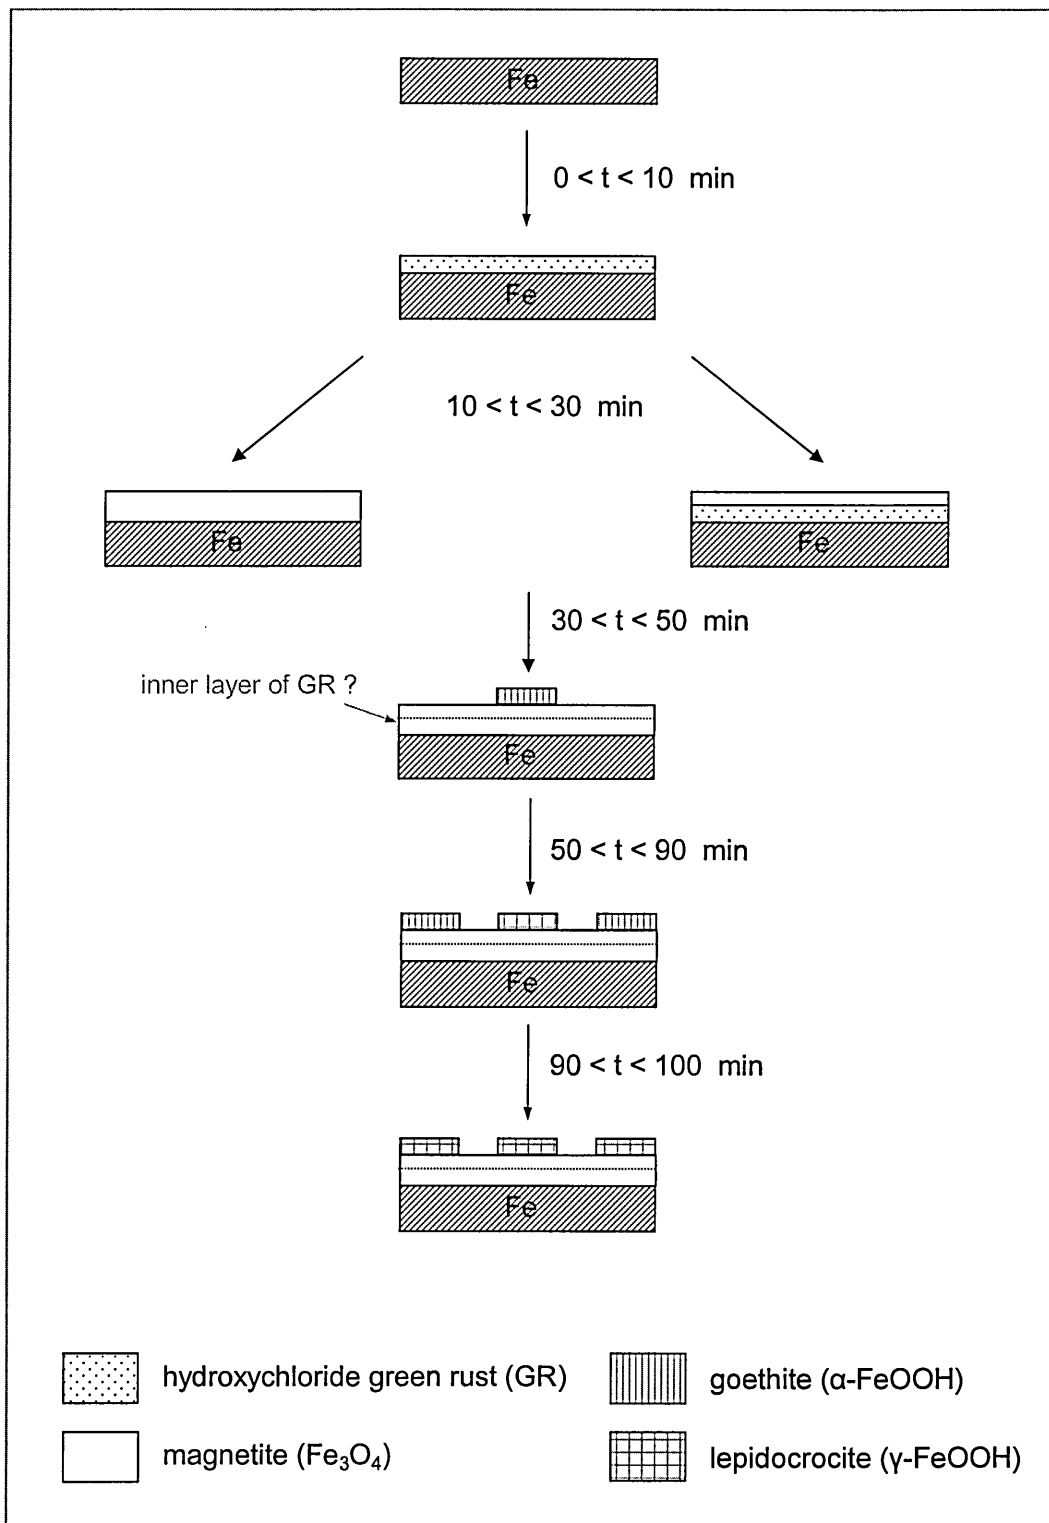 Fe
0 < t < 10 min
Fe
10 < t < 30 min
Fe
Fe
30 < t < 50 min
inner layer of GR ?
Fe
50 < t < 90 min
Fe
90 < t < 100 min
Fe
hydroxychloride green rust (GR)
goethite (α-FeOOH)
magnetite (Fe₃O₄)
lepidocrocite (γ-FeOOH)